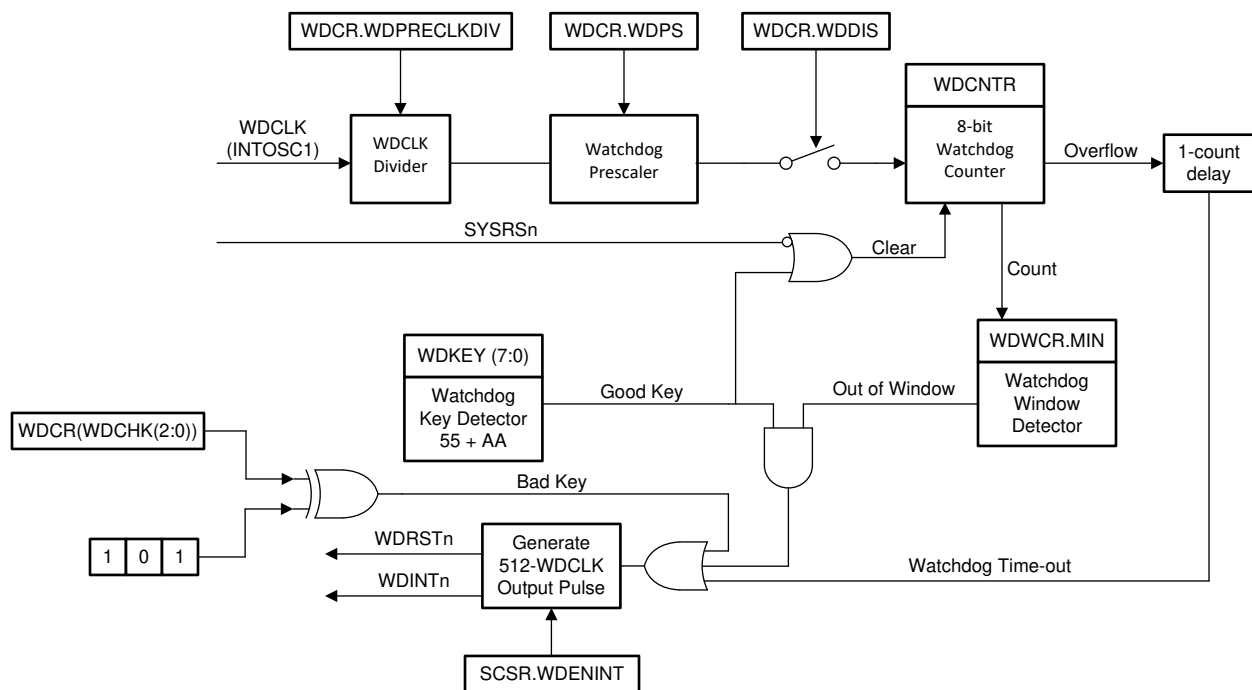 WDCR.WDPRECLKDIV
WDCR.WDPS
WDCR.WDDIS
WDCNTR
WDCLK
(INTOSC1)
WDCLK
Divider
Watchdog
Prescaler
8-bit
Watchdog
Counter
Overflow
1-count
delay
SYSRSn
Clear
Count
WDKEY (7:0)
Watchdog
Key Detector
55 + AA
Good Key
Out of Window
WDWCR.MIN
Watchdog
Window
Detector
WDCR(WDCHK(2:0))
Bad Key
1 0 1
WDRSTn
WDINTn
Generate
512-WDCLK
Output Pulse
Watchdog Time-out
SCSR.WDENINT